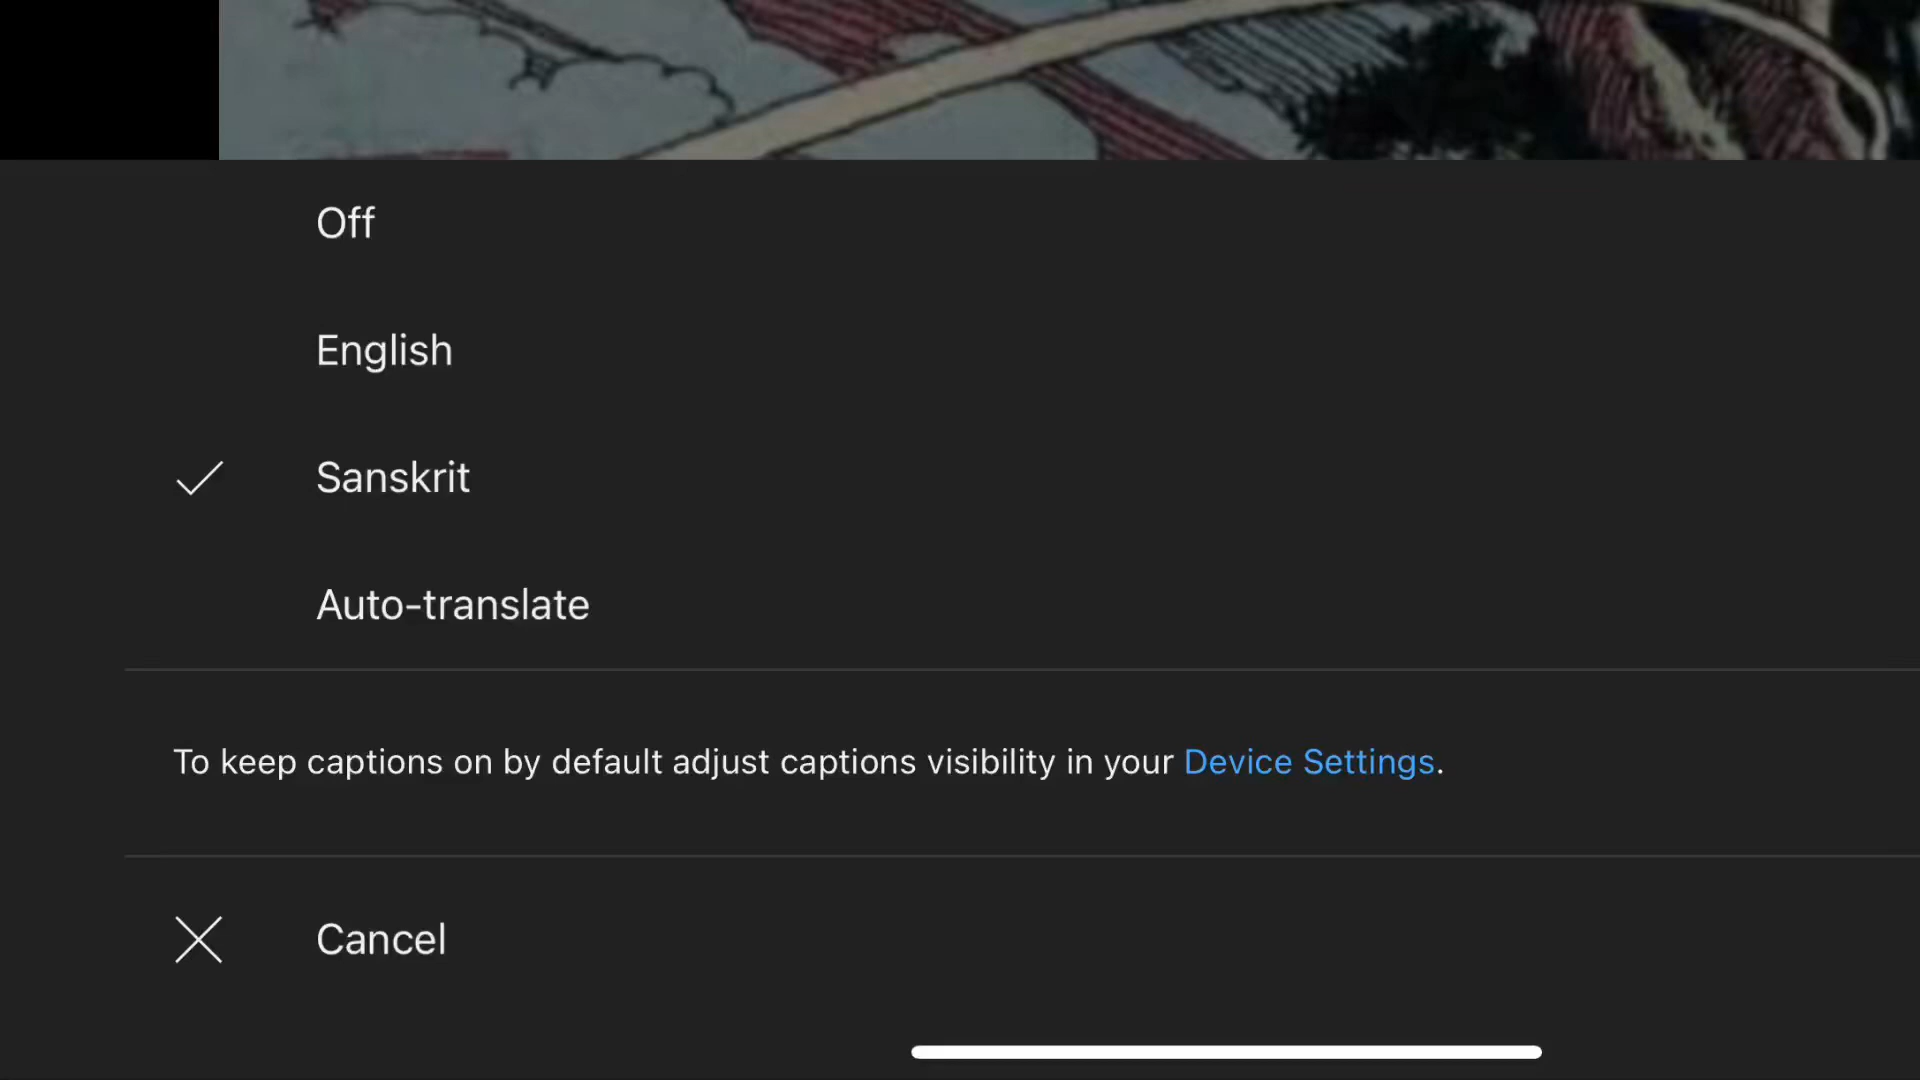 Off
English
Sanskrit
Auto-translate
To keep captions on by default adjust captions visibility in your Device Settings.
Cancel